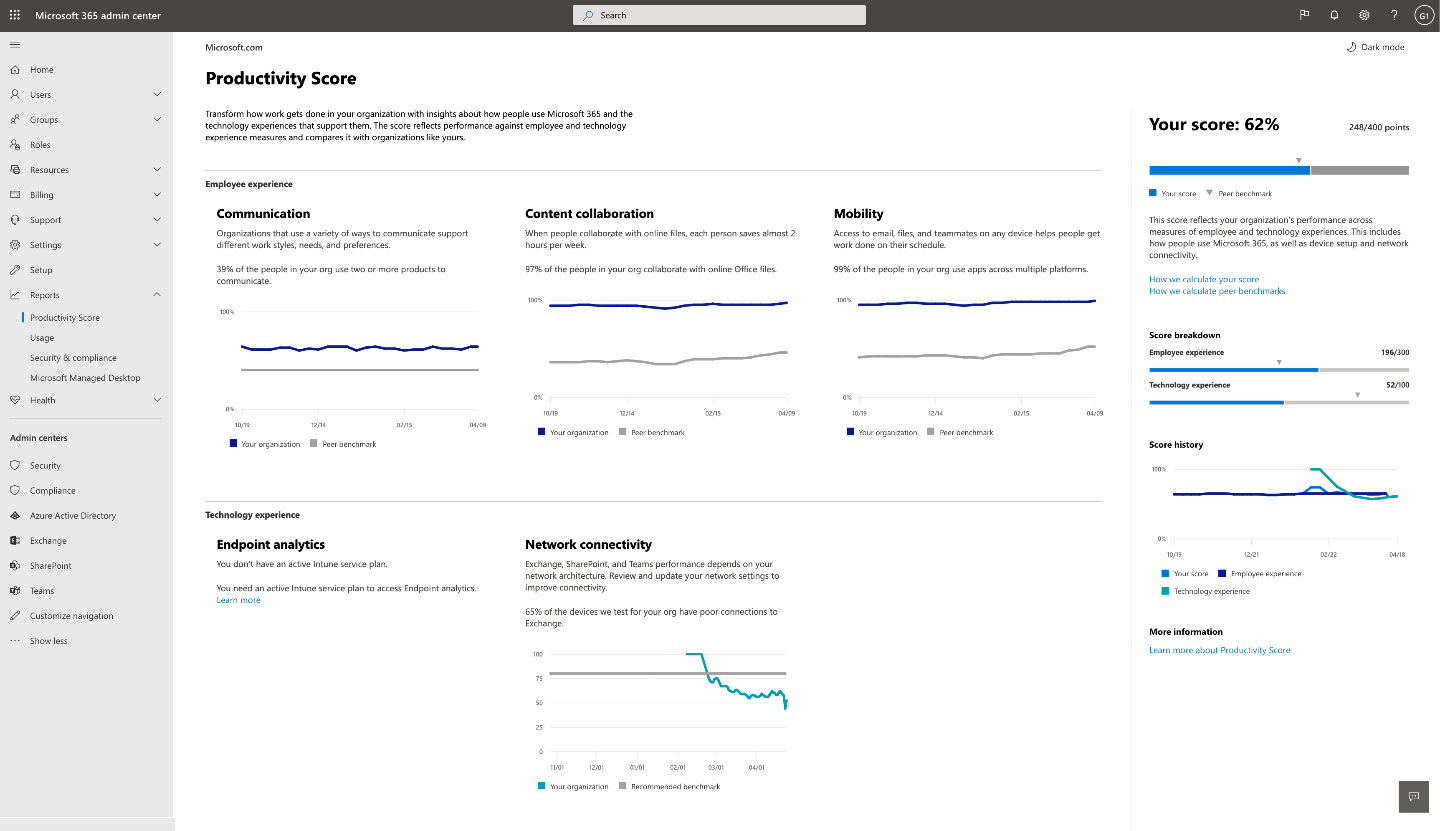 Microsoft 365 admin center
Search
G1
Home
Users
Groups
Roles
Resources
Billing
Support
Settings
Setup
Reports
Productivity Score
Usage
Security & compliance
Microsoft Managed Desktop
Health
Admin centers
Security
Compliance
Azure Active Directory
Exchange
SharePoint
Teams
Customize navigation
Show less
Microsoft.com
Dark mode
Productivity Score
Transform how work gets done in your organization with insights about how people use Microsoft 365 and the
technology experiences that support them. The score reflects performance against employee and technology
experience measures and compares it with organizations like yours.
Employee experience
Communication
Organizations that use a variety of ways to communicate support
different work styles, needs, and preferences.
39% of the people in your org use two or more products to
communicate.
100%
0%
10/19 12/14 02/15 04/09
Your organization Peer benchmark
Content collaboration
When people collaborate with online files, each person saves almost 2
hours per week.
97% of the people in your org collaborate with online Office files.
100%
0%
10/19 12/14 02/15 04/09
Your organization Peer benchmark
Mobility
Access to email, files, and teammates on any device helps people get
work done on their schedule.
99% of the people in your org use apps across multiple platforms.
100%
0%
10/19 12/14 02/15 04/09
Your organization Peer benchmark
Technology experience
Endpoint analytics
You don't have an active Intune service plan.
You need an active Intune service plan to access Endpoint analytics.
Learn more
Network connectivity
Exchange, SharePoint, and Teams performance depends on your
network architecture. Review and update your network settings to
improve connectivity.
65% of the devices we test for your org have poor connections to
Exchange.
100
75
50
25
0
11/01 12/01 01/01 02/01 03/01 04/01
Your organization Recommended benchmark
Your score: 62% 248/400 points
Your score Peer benchmark
This score reflects your organization's performance across
measures of employee and technology experiences. This includes
how people use Microsoft 365, as well as device setup and network
connectivity.
How we calculate your score
How we calculate peer benchmarks
Score breakdown
Employee experience 196/300
Technology experience 52/100
Score history
100%
0%
10/19 12/21 02/22 04/18
Your score Employee experience
Technology experience
More information
Learn more about Productivity Score